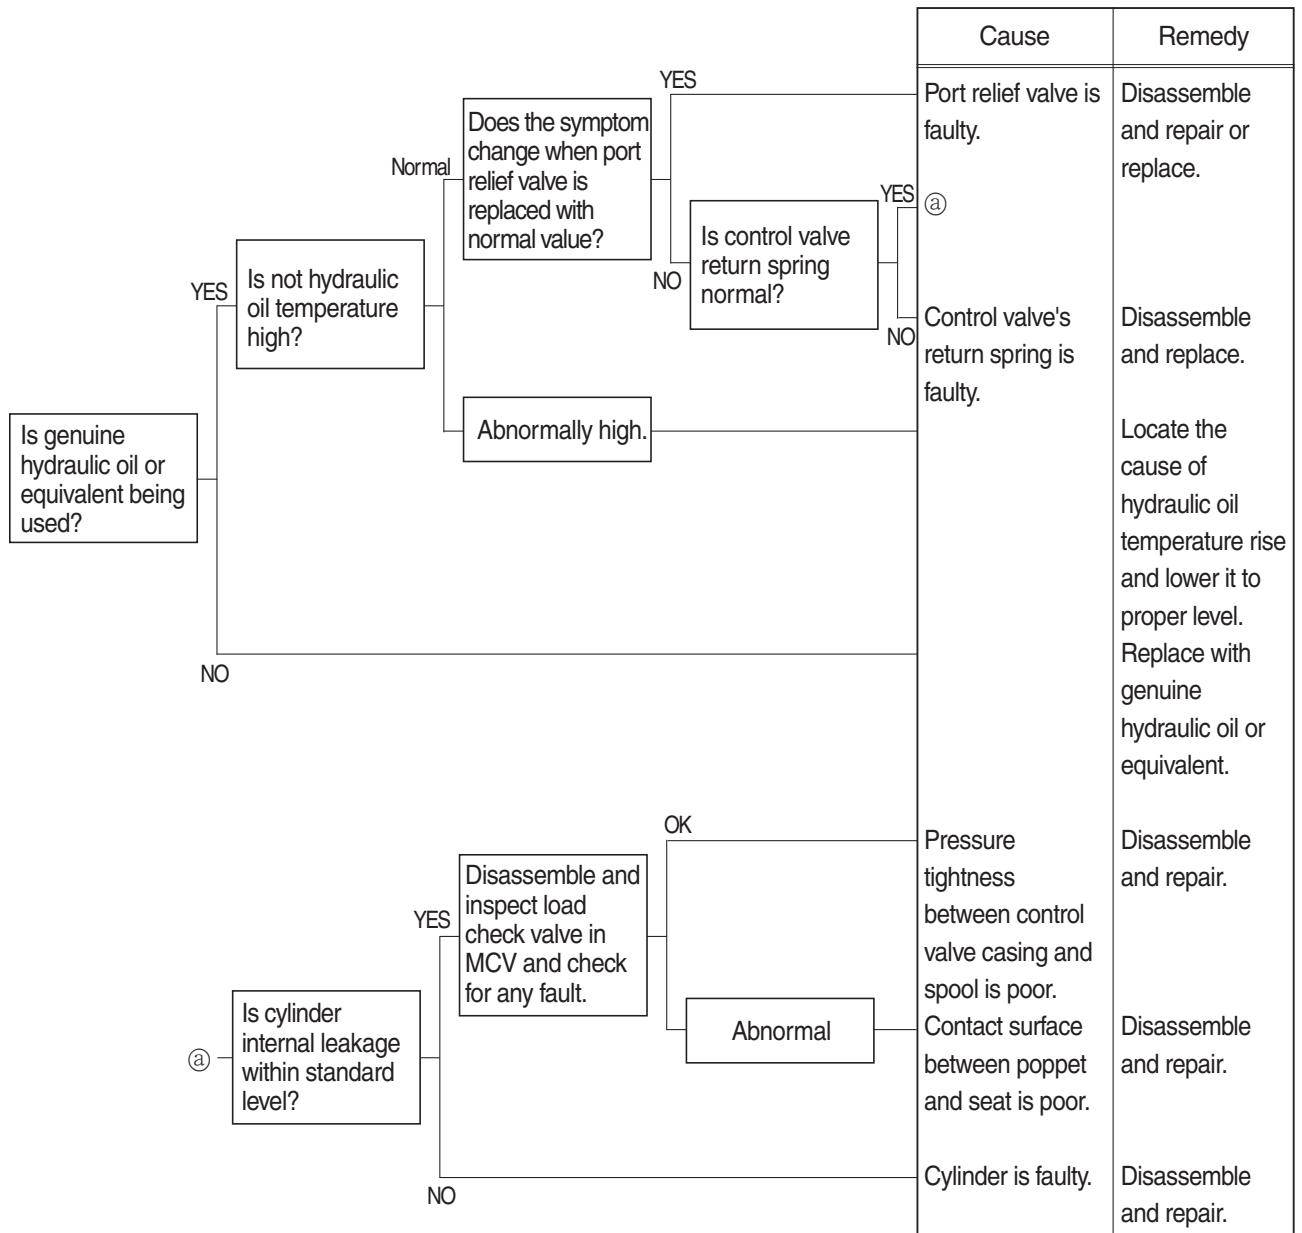 Cause
Remedy
YES
Port relief valve is
faulty.
Disassemble
and repair or
replace.
Does the symptom
change when port
relief valve is
replaced with
normal value?
Normal
YES
ⓐ
Is control valve
return spring
normal?
NO
NO
Control valve's
return spring is
faulty.
Disassemble
and replace.
YES
Is not hydraulic
oil temperature
high?
Abnormally high.
Locate the
cause of
hydraulic oil
temperature rise
and lower it to
proper level.
Is genuine
hydraulic oil or
equivalent being
used?
NO
Replace with
genuine
hydraulic oil or
equivalent.
OK
Pressure
tightness
between control
valve casing and
spool is poor.
Disassemble
and repair.
YES
Disassemble and
inspect load
check valve in
MCV and check
for any fault.
Abnormal
Contact surface
between poppet
and seat is poor.
Disassemble
and repair.
ⓐ
Is cylinder
internal leakage
within standard
level?
NO
Cylinder is faulty.
Disassemble
and repair.